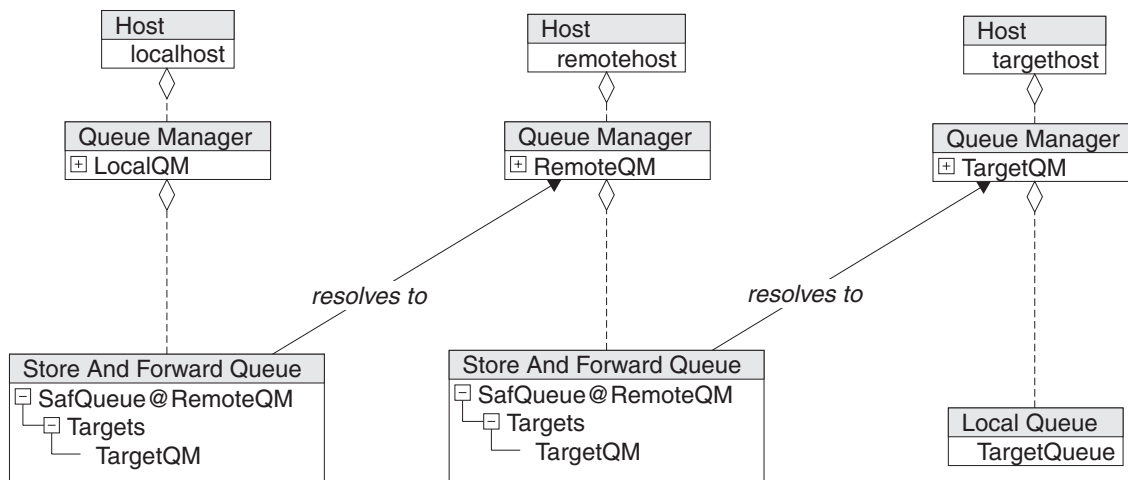 Host
localhost
Host
remotehost
Host
targethost
Queue Manager
LocalQM
Queue Manager
RemoteQM
Queue Manager
TargetQM
resolves to
resolves to
Store And Forward Queue
SafQueue@RemoteQM
Targets
TargetQM
Store And Forward Queue
SafQueue@RemoteQM
Targets
TargetQM
Local Queue
TargetQueue